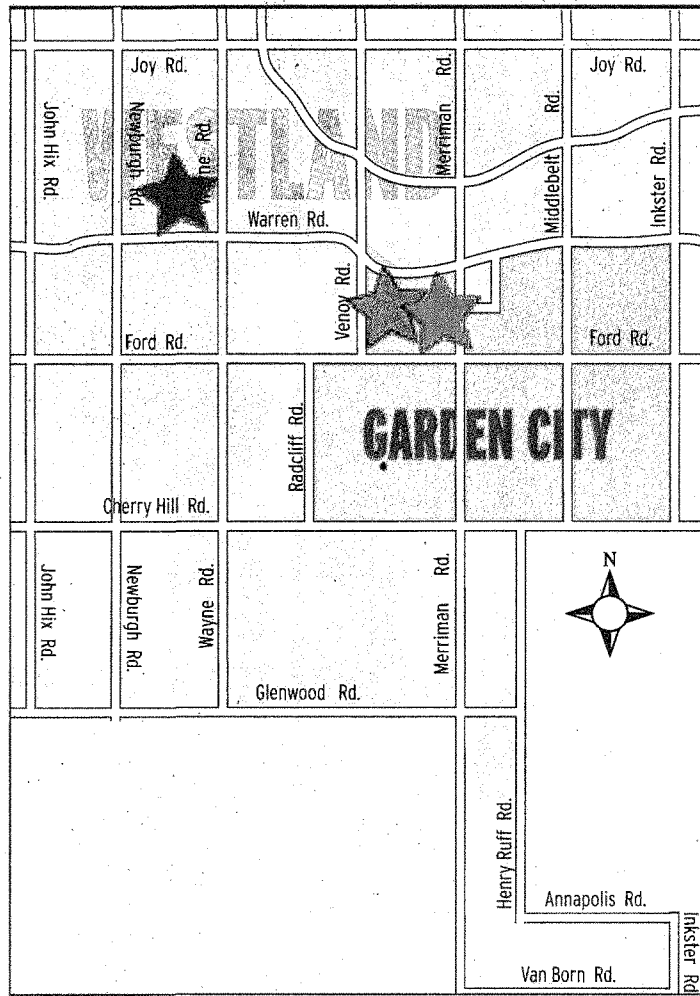 Joy Rd.
Joy Rd.
John Hix Rd.
Newburgh Rd.
WESTLAND
Merriman Rd.
Middlebelt Rd.
Inkster Rd.
Warren Rd.
Venoy Rd.
Ford Rd.
Ford Rd.
Radcliff Rd.
GARDEN CITY
Cherry Hill Rd.
John Hix Rd.
Newburgh Rd.
Wayne Rd.
Merriman Rd.
N
Glenwood Rd.
Henry Ruff Rd.
Annapolis Rd.
Inkster Rd
Van Born Rd.